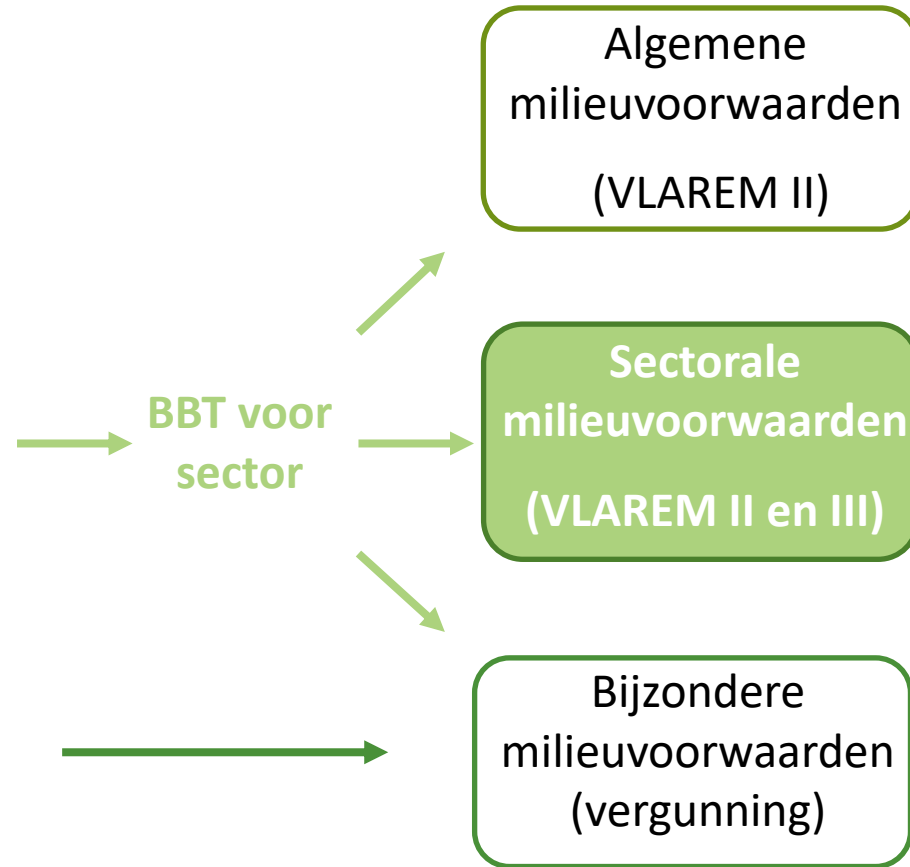 Algemene
milieuvoorwaarden
(VLAREM II)
BBT voor
sector
Sectorale
milieuvoorwaarden
(VLAREM II en III)
Bijzondere
milieuvoorwaarden
(vergunning)